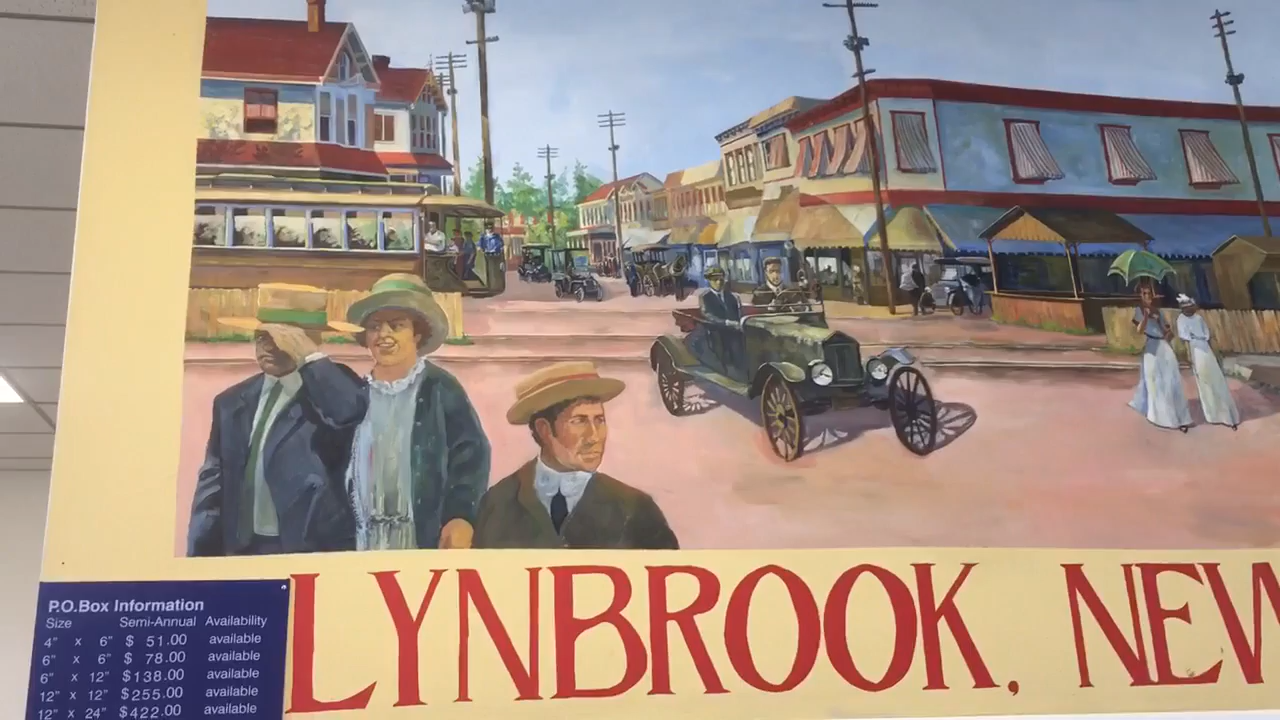 P.O.Box Information
Size Semi-Annual Availability
4" x 6" $ 51.00 available
6" x 6" $ 78.00 available
6" x 12" $138.00 available
12" x 12" $255.00 available
12" x 24" $422.00 available
LYNBROOK, NEW